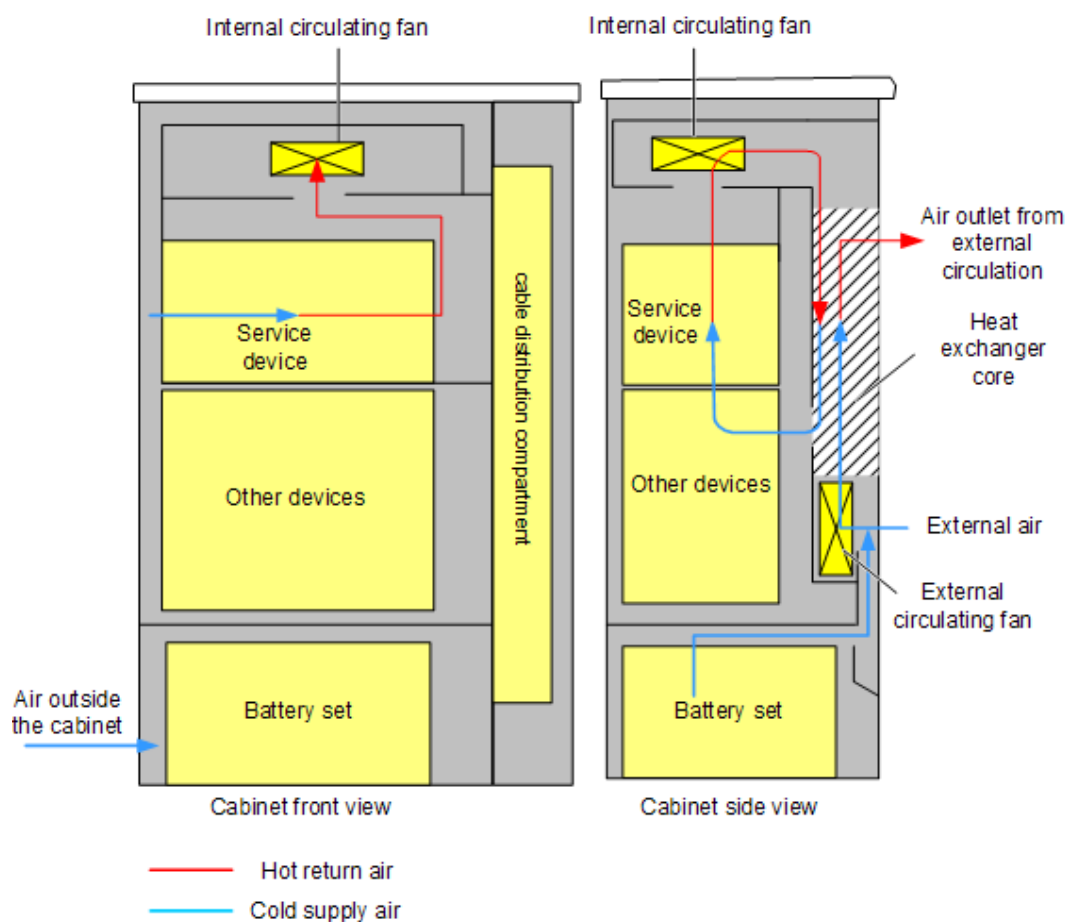 Internal circulating fan
Internal circulating fan
Service
device
cable distribution compartment
Other devices
Air outside
the cabinet
Battery set
Cabinet front view
Service
device
Air outlet from
external
circulation
Heat
exchanger
core
Other devices
External air
External
circulating fan
Battery set
Cabinet side view
Hot return air
Cold supply air